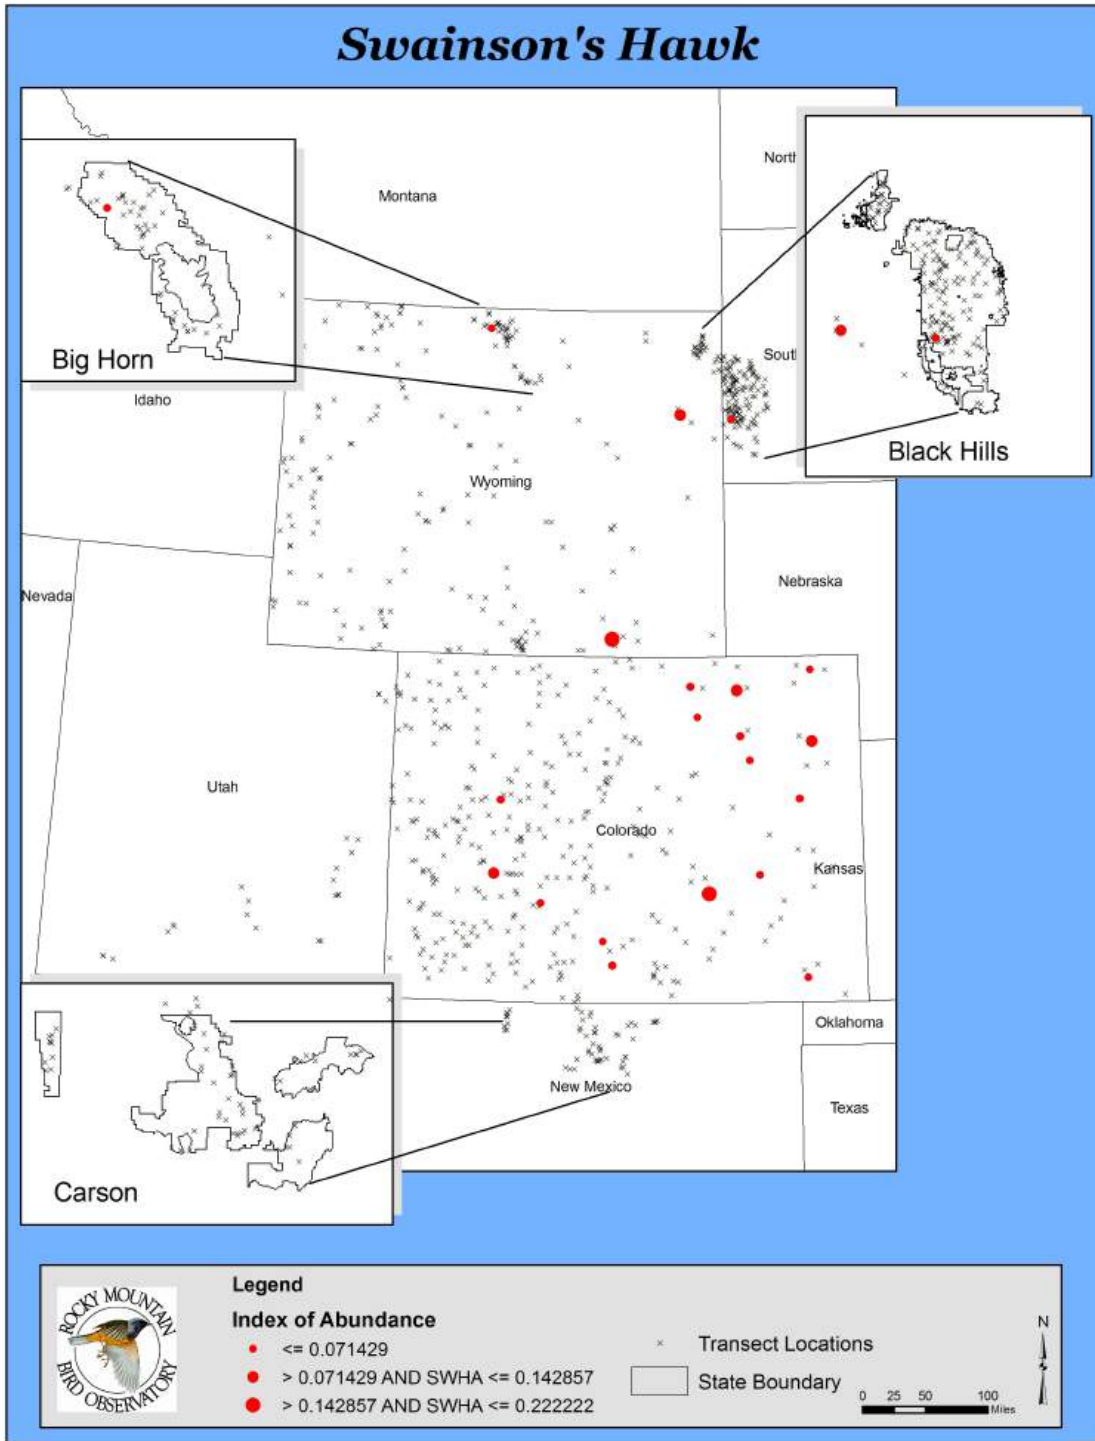 Swainson's Hawk
North
Montana
Big Horn
Idaho
South
Black Hills
Wyoming
Nevada
Nebraska
Utah
Colorado
Kansas
Oklahoma
New Mexico
Texas
Carson
ROCKY MOUNTAIN
BIRD OBSERVATORY
Legend
Index of Abundance
<= 0.071429
> 0.071429 AND SWHA <= 0.142857
> 0.142857 AND SWHA <= 0.222222
Transect Locations
State Boundary
N
0 25 50 100
Miles